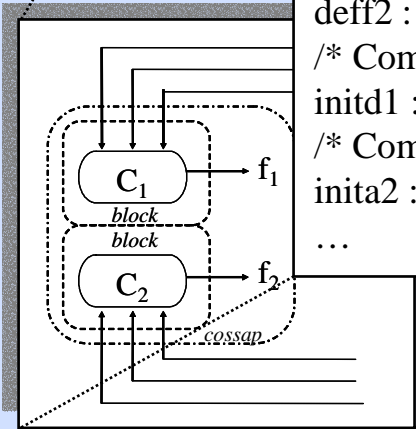 deff2 :
/* Com
initd1 :
/* Com
inita2 :
…
C1
f1
block
block
C2
f2
cossap